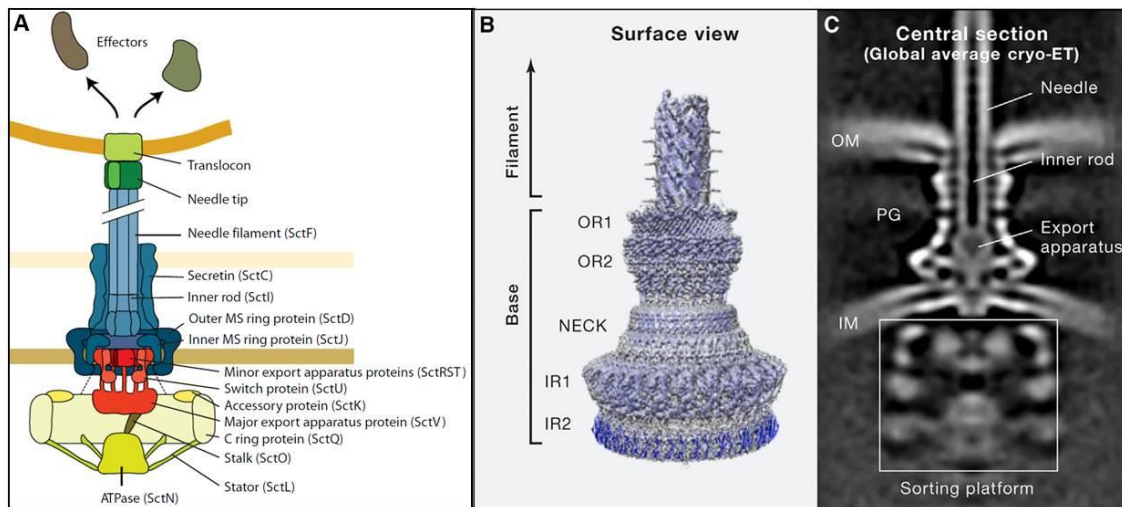 A
Effectors
Translocon
Needle tip
Needle filament (SctF)
Secretin (SctC)
Inner rod (SctI)
Outer MS ring protein (SctD)
Inner MS ring protein (SctJ)
Minor export apparatus proteins (SctRST)
Switch protein (SctU)
Accessory protein (SctK)
Major export apparatus protein (SctV)
C ring protein (SctQ)
Stalk (SctO)
Stator (SctL)
ATPase (SctN)
B
Surface view
Filament
Base
OR1
OR2
NECK
IR1
IR2
C
Central section
(Global average cryo-ET)
Needle
OM
Inner rod
PG
Export
apparatus
IM
Sorting platform